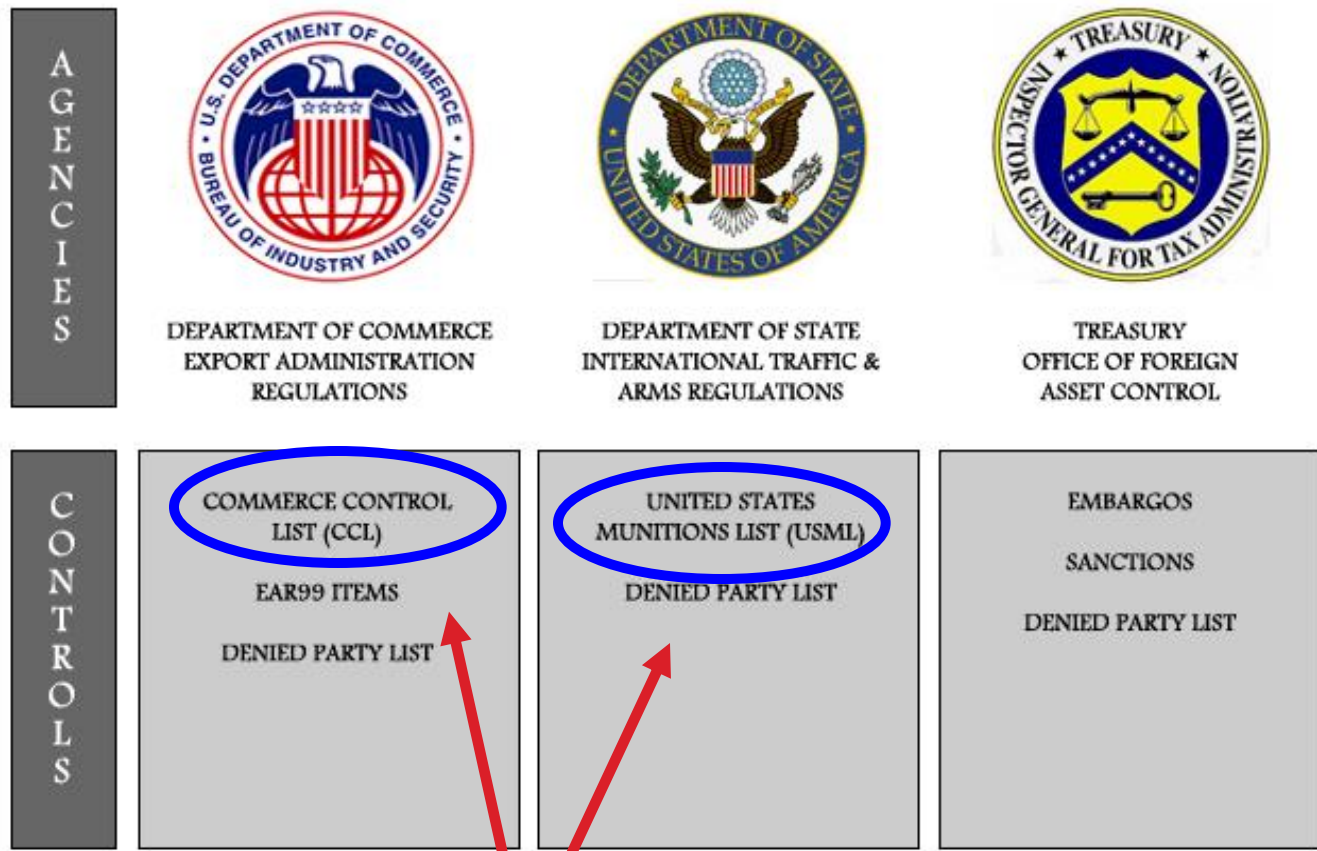 AGENCIES
U.S. DEPARTMENT OF COMMERCE
BUREAU OF INDUSTRY AND SECURITY
DEPARTMENT OF COMMERCE
EXPORT ADMINISTRATION
REGULATIONS
DEPARTMENT OF STATE
UNITED STATES OF AMERICA
DEPARTMENT OF STATE
INTERNATIONAL TRAFFIC &
ARMS REGULATIONS
TREASURY
INSPECTOR GENERAL FOR TAX ADMINISTRATION
TREASURY
OFFICE OF FOREIGN
ASSET CONTROL
CONTROLS
COMMERCE CONTROL
LIST (CCL)
EAR99 ITEMS
DENIED PARTY LIST
UNITED STATES
MUNITIONS LIST (USML)
DENIED PARTY LIST
EMBARGOS
SANCTIONS
DENIED PARTY LIST